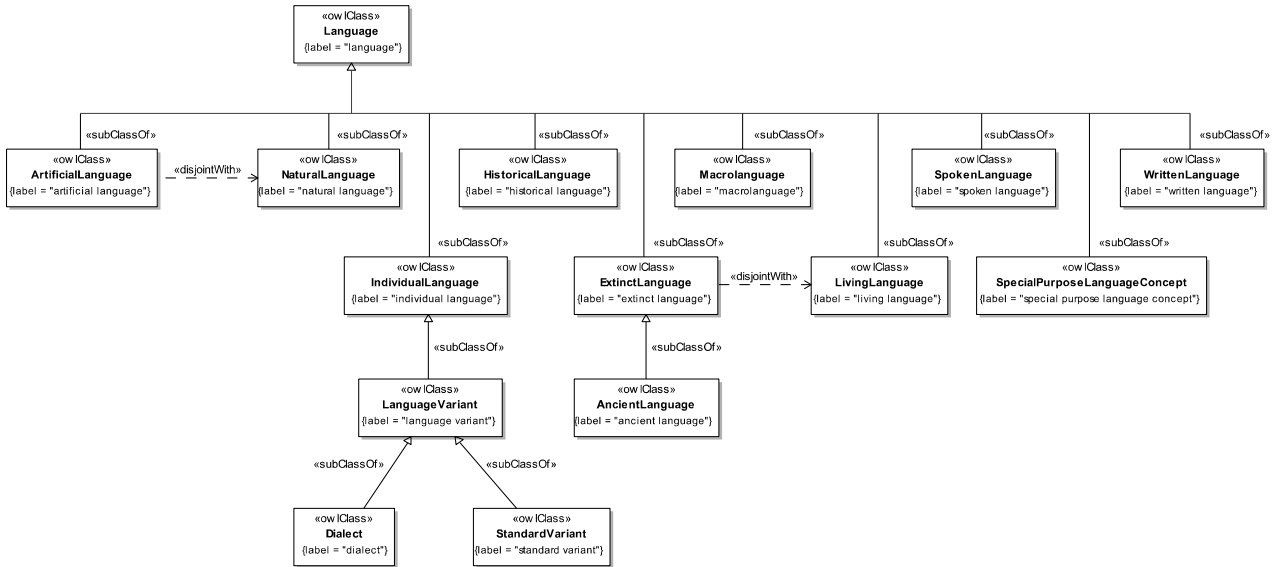 «owlClass»
Language
{label = "language"}
«subClassOf»
«subClassOf»
«subClassOf»
«subClassOf»
«subClassOf»
«subClassOf»
«owlClass»
ArtificialLanguage
{label = "artificial language"}
«disjointWith»
«owlClass»
NaturalLanguage
{label = "natural language"}
«owlClass»
HistoricalLanguage
{label = "historical language"}
«owlClass»
Macrolanguage
{label = "macrolanguage"}
«owlClass»
SpokenLanguage
{label = "spoken language"}
«owlClass»
WrittenLanguage
{label = "written language"}
«subClassOf»
«subClassOf»
«subClassOf»
«subClassOf»
«owlClass»
IndividualLanguage
{label = "individual language"}
«owlClass»
ExtinctLanguage
{label = "extinct language"}
«disjointWith»
«owlClass»
LivingLanguage
{label = "living language"}
«owlClass»
SpecialPurposeLanguageConcept
{label = "special purpose language concept"}
«subClassOf»
«subClassOf»
«owlClass»
LanguageVariant
{label = "language variant"}
«owlClass»
AncientLanguage
{label = "ancient language"}
«subClassOf»
«subClassOf»
«owlClass»
Dialect
{label = "dialect"}
«owlClass»
StandardVariant
{label = "standard variant"}